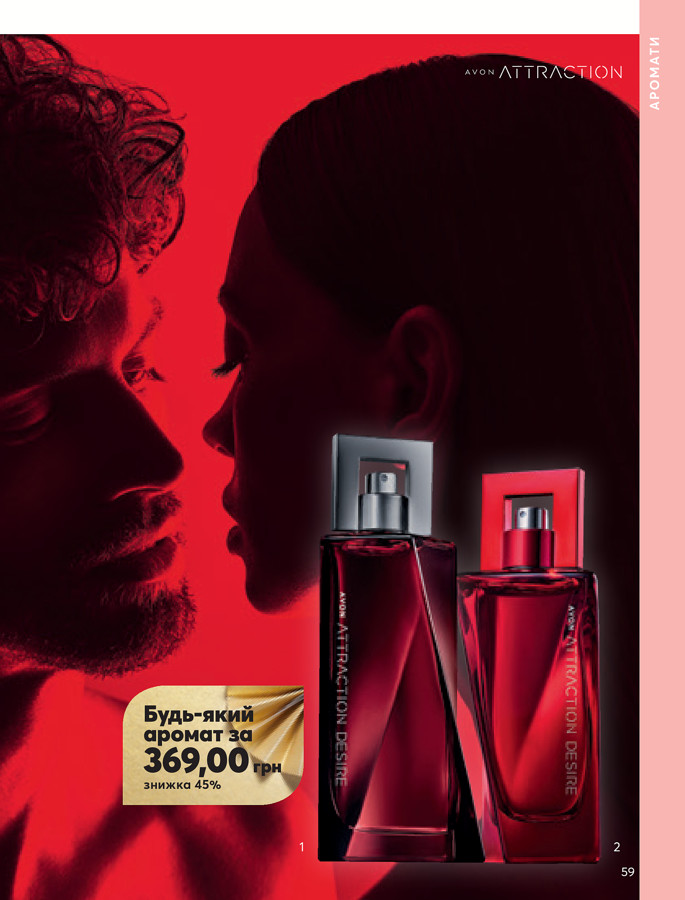 AVON ATTRACTION
АРОМАТИ
AVON ATTRACTION DESIRE
AVON ATTRACTION DESIRE
Будь-який
аромат за
369,00 грн
знижка 45%
1
2
59